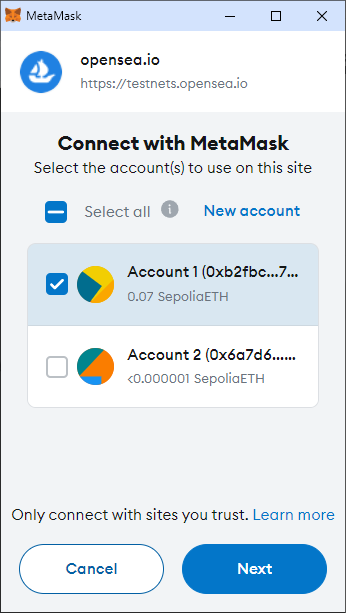 MetaMask
opensea.io
https://testnets.opensea.io
Connect with MetaMask
Select the account(s) to use on this site
Select all
New account
Account 1 (0xb2fbc...7...
0.07 SepoliaETH
Account 2 (0x6a7d6......
<0.000001 SepoliaETH
Only connect with sites you trust. Learn more
Cancel
Next